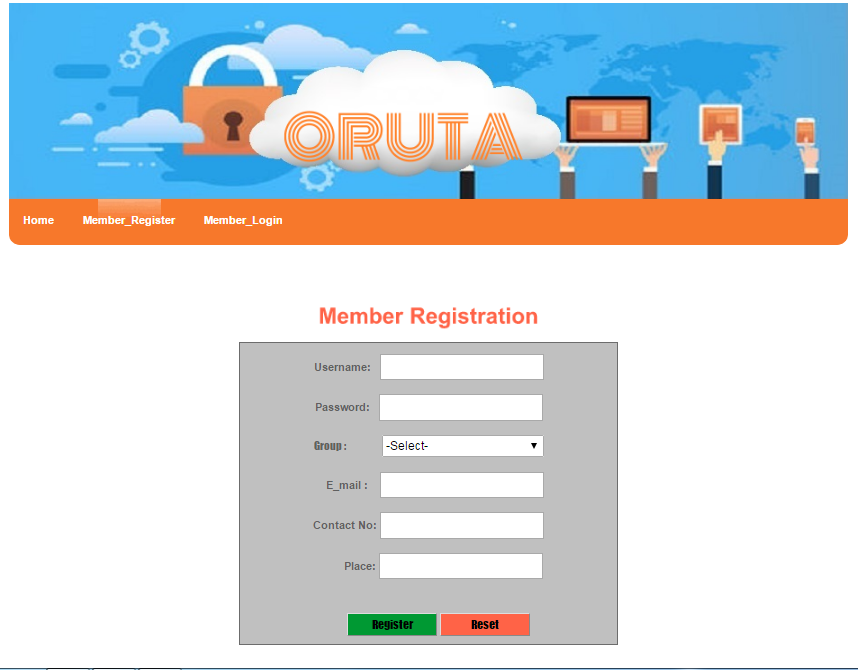 ORUTA
Home Member_Register Member_Login
Member Registration
Username:
Password:
Group : -Select-
E_mail :
Contact No:
Place:
Register Reset